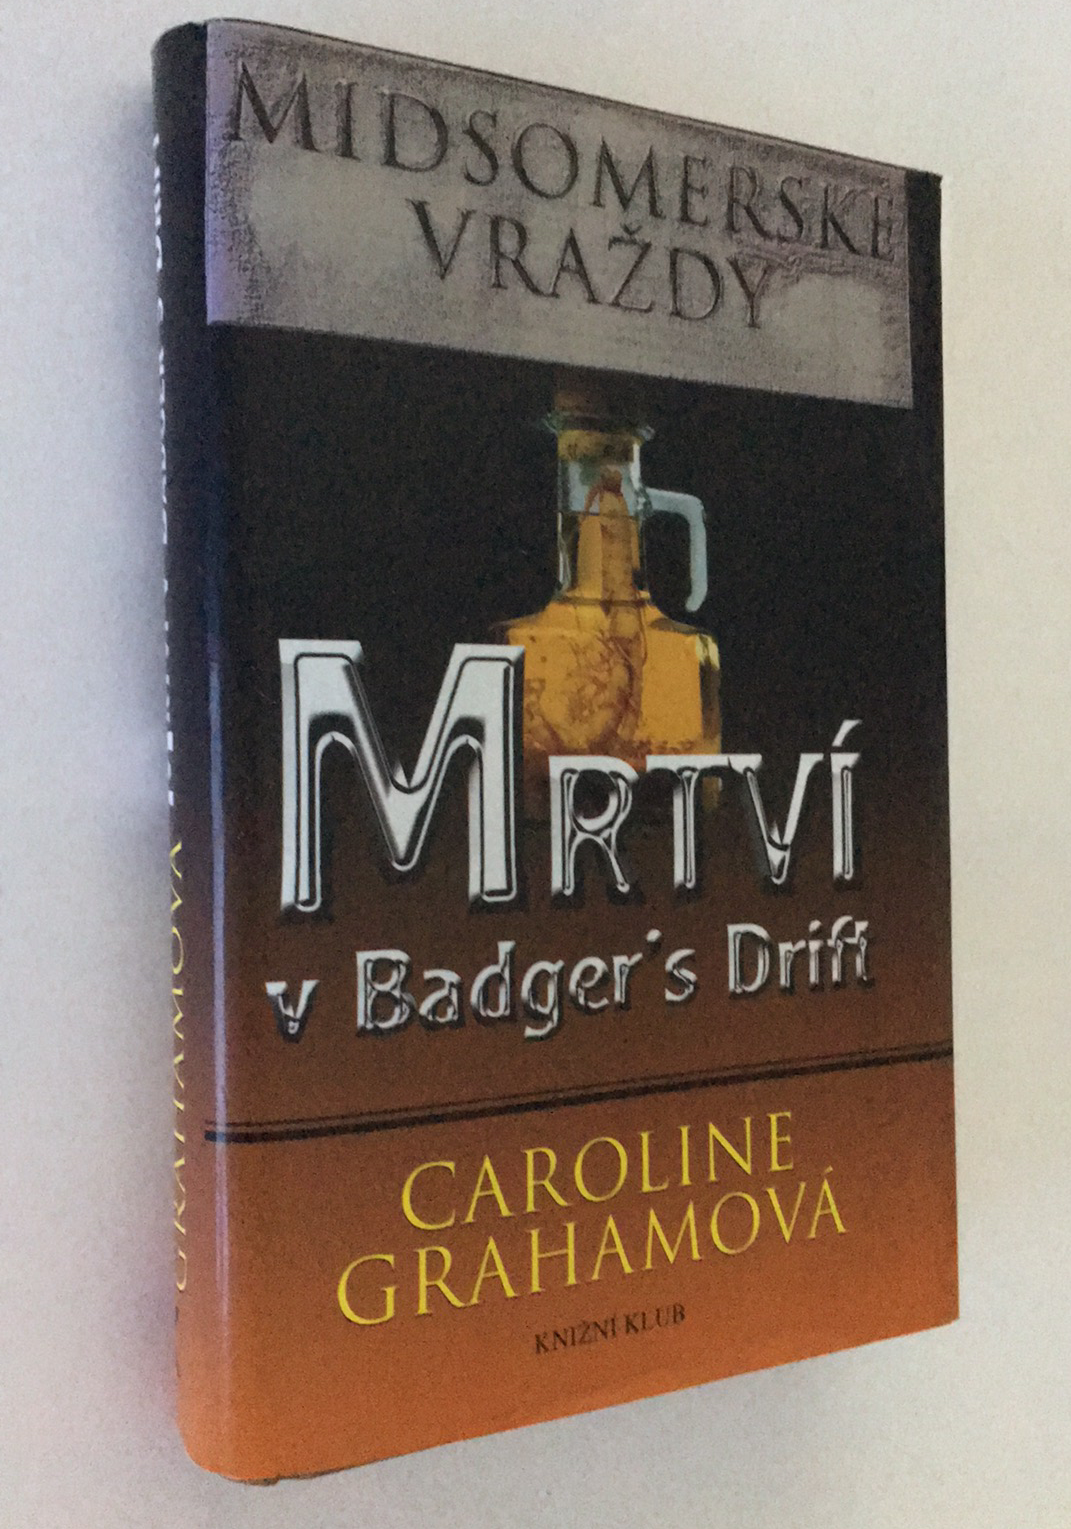 MIDSOMERSKÉ
VRAŽDY
MRTVÍ
v Badger's Drift
CAROLINE
GRAHAMOVÁ
KNIŽNÍ KLUB
GRAHAMOVÁ